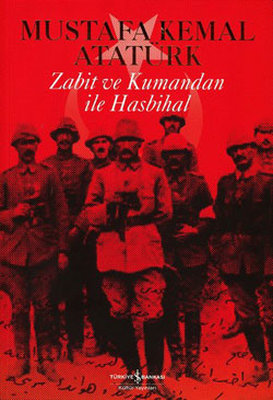 MUSTAFA KEMAL
ATATÜRK
Zabit ve Kumandan
ile Hasbihal
TÜRKİYE İŞ BANKASI
Kültür Yayınları